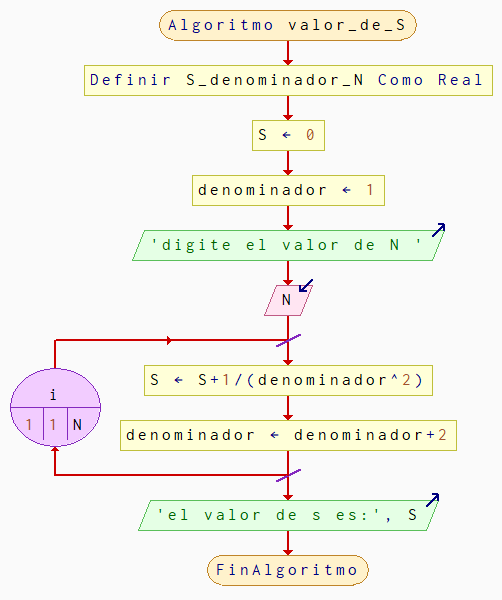 Algoritmo valor_de_S
Definir S_denominador_N Como Real
S ← 0
denominador ← 1
'digite el valor de N '
N
i
1 1 N
S ← S+1/(denominador^2)
denominador ← denominador+2
'el valor de s es:', S
FinAlgoritmo